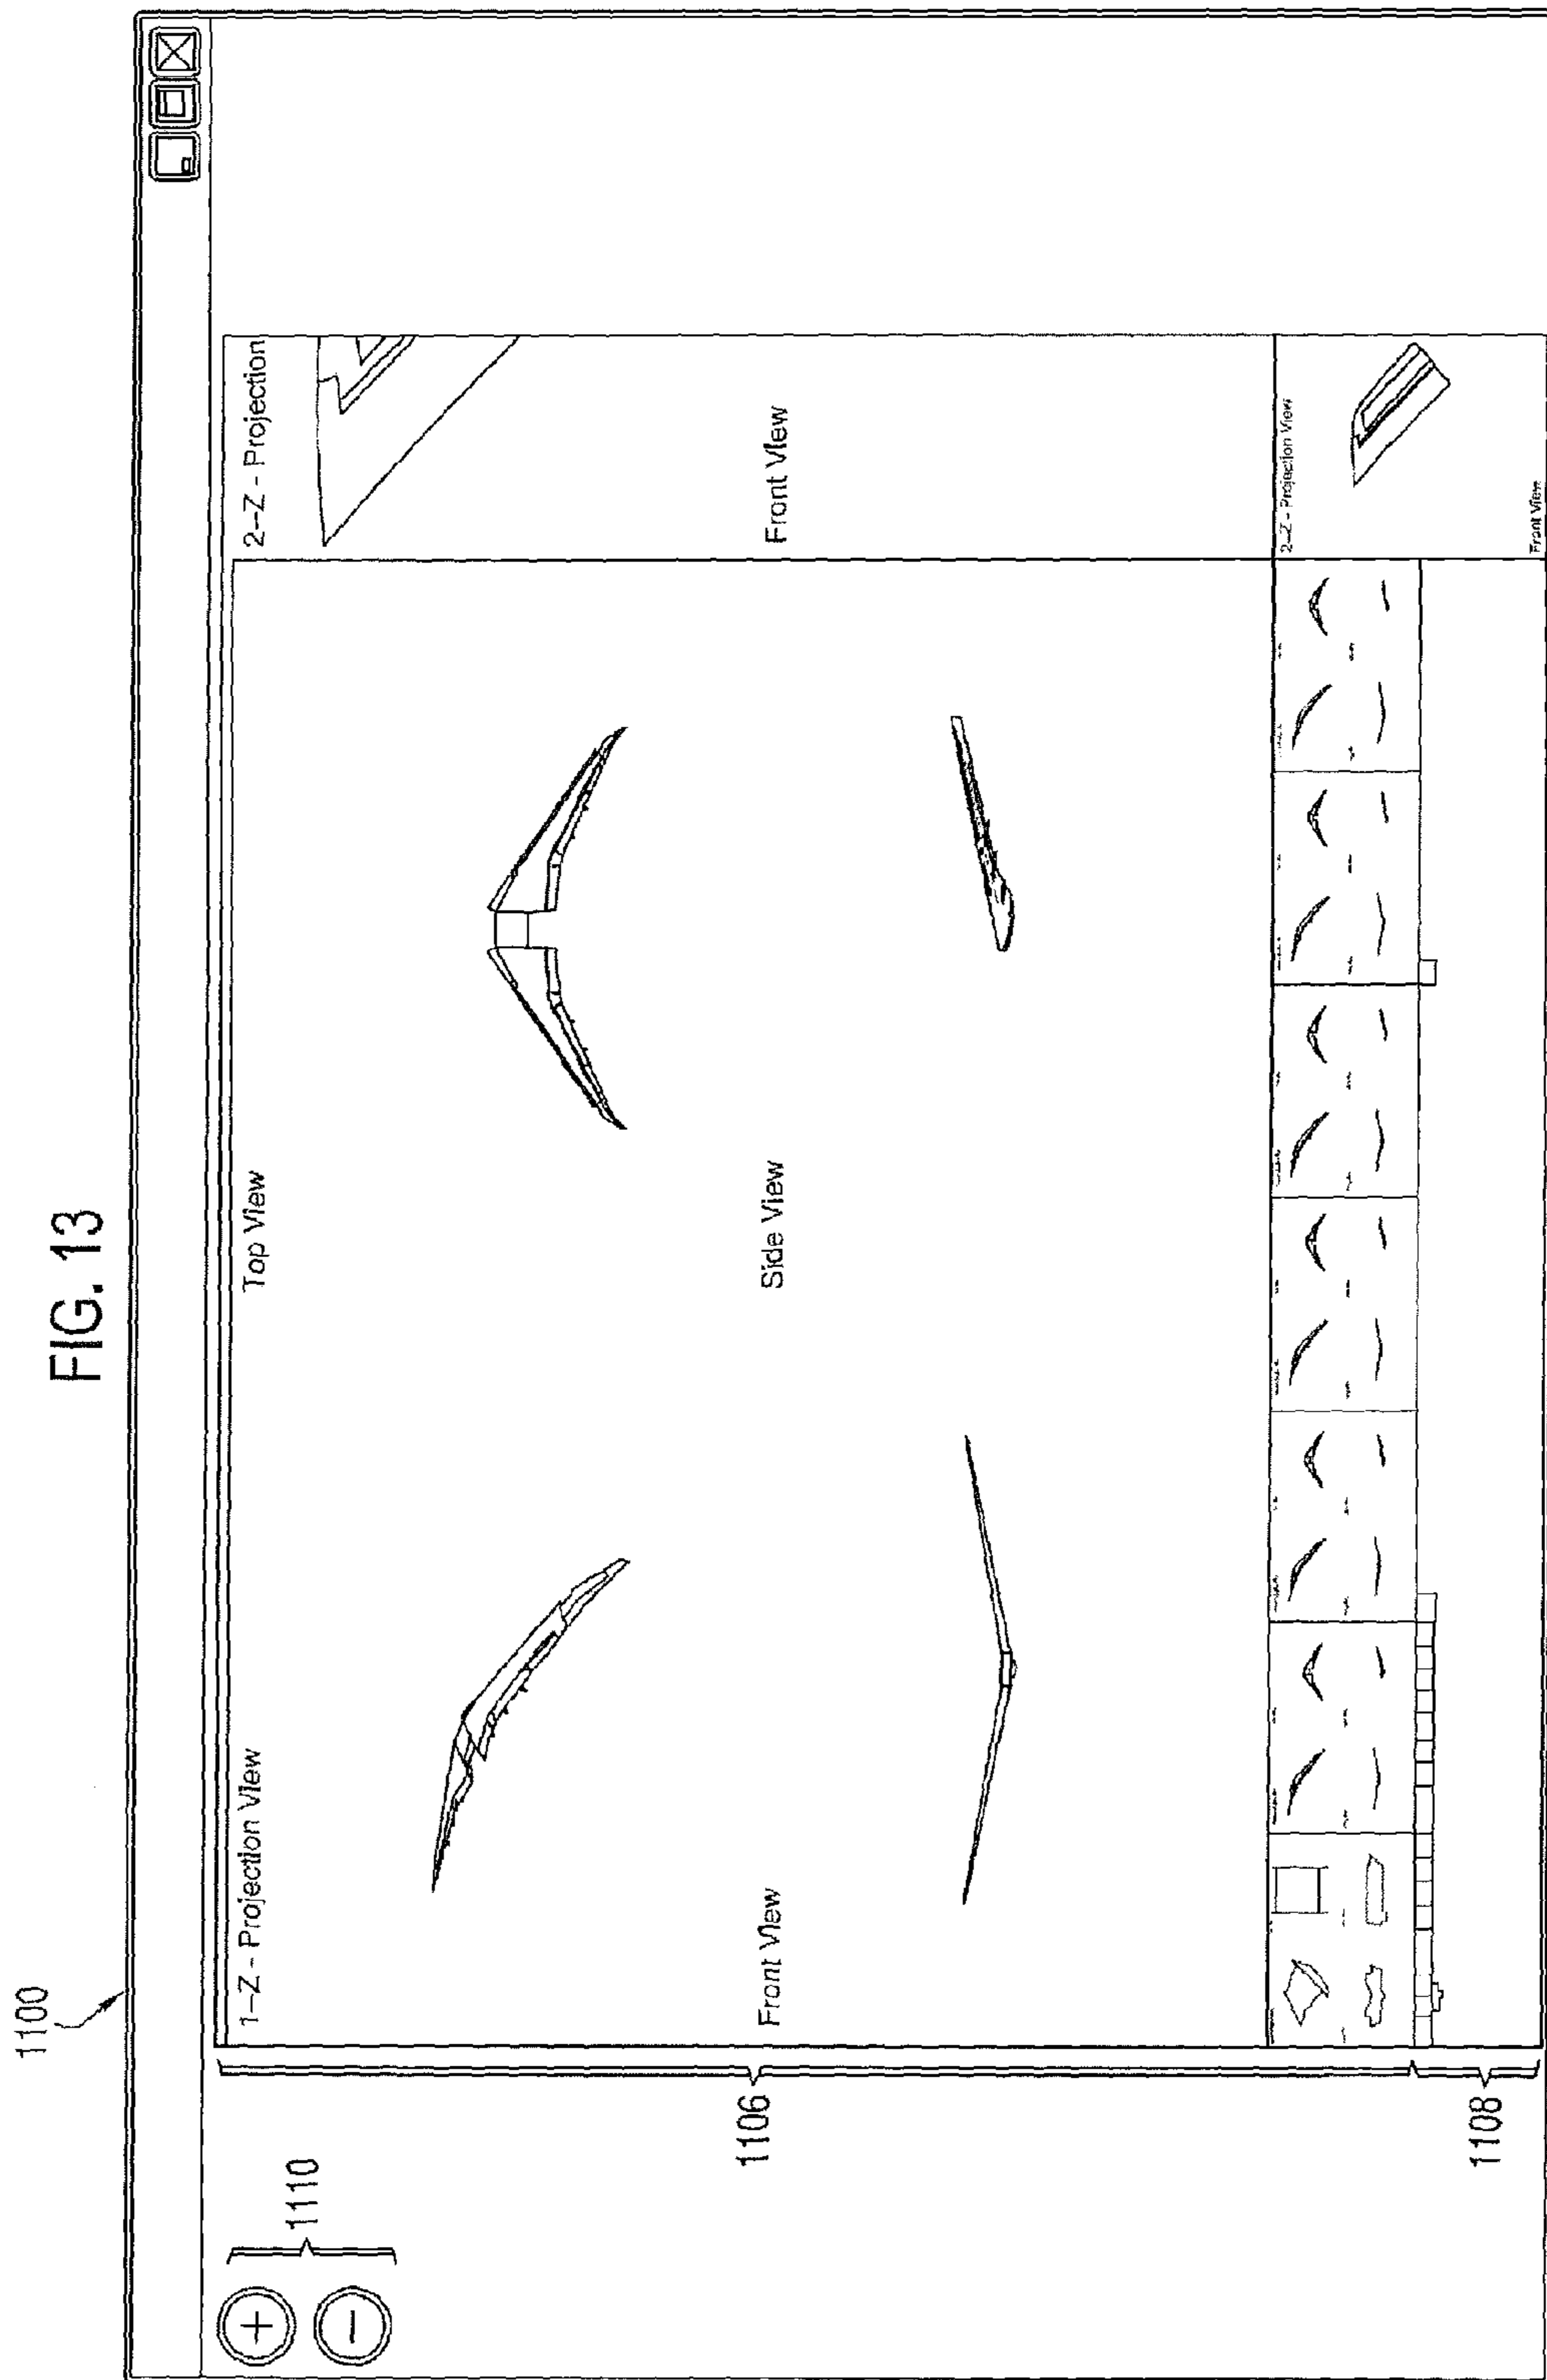 FIG. 13
1100
+
−
1110
1106
1108
1–Z - Projection View
Top View
2–Z - Projection
Front View
Side View
Front View
2–Z - Projection View
Front View